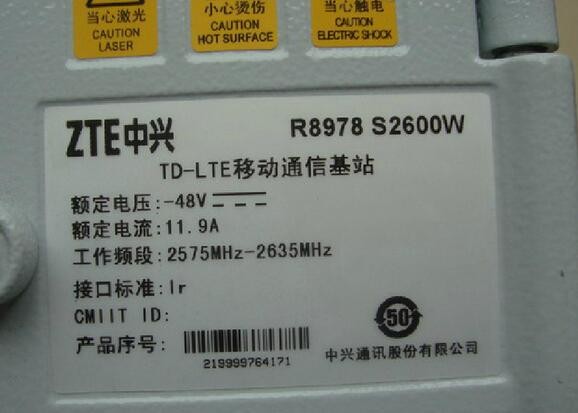 当心激光
CAUTION
LASER
小心烫伤
CAUTION
HOT SURFACE
当心触电
CAUTION
ELECTRIC SHOCK
ZTE中兴
R8978 S2600W
TD-LTE移动通信基站
额定电压:-48V
额定电流:11.9A
工作频段:2575MHz-2635MHz
接口标准:Ir
CMIIT ID:
产品序号:
219999764171
50
中兴通讯股份有限公司